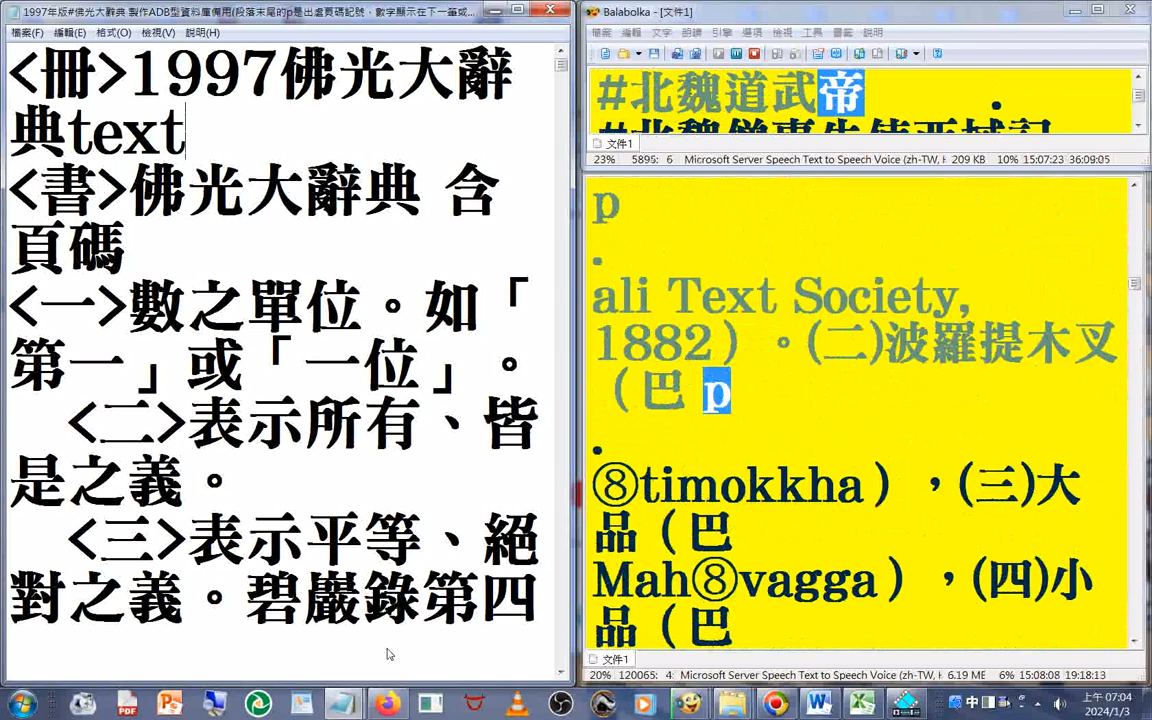 1997年版#佛光大辭典 製作ADB型資料庫備用(段落末尾的p是出處頁碼記號，數字顯示在下一筆或...
檔案(F) 編輯(E) 格式(O) 檢視(V) 說明(H)
<冊>1997佛光大辭
典text
<書>佛光大辭典 含
頁碼
<一>數之單位。如「
第一」或「一位」。
<二>表示所有、皆
是之義。
<三>表示平等、絕
對之義。碧巖錄第四
Balabolka - [文件1]
檔案 編輯 文字 朗讀 引擎 選項 檢視 工具 書籤 說明
#北魏道武帝 .
文件1
23% 5895: 6 Microsoft Server Speech Text to Speech Voice (zh-TW, H 209 KB 10% 15:07:23 36:09:05
p
.
ali Text Society,
1882）。(二)波羅提木叉
（巴 p
.
⑧timokkha），(三)大
品（巴
Mah⑧vagga），(四)小
品（巴
文件1
20% 120065: 4 Microsoft Server Speech Text to Speech Voice (zh-TW, H 6.19 MB 6% 15:08:08 19:18:13
中
上午 07:04
2024/1/3